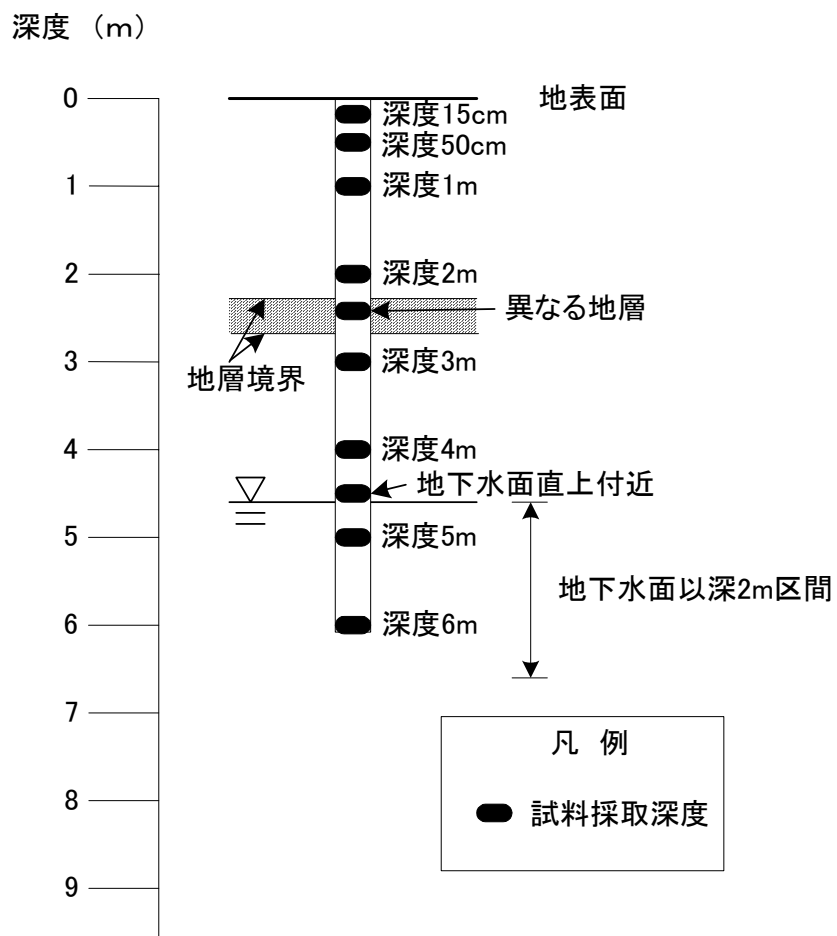 深度 （m）
0
地表面
深度15cm
深度50cm
1
深度1m
2
深度2m
異なる地層
3
深度3m
地層境界
4
深度4m
地下水面直上付近
5
深度5m
地下水面以深2m区間
6
深度6m
7
凡 例
8
試料採取深度
9